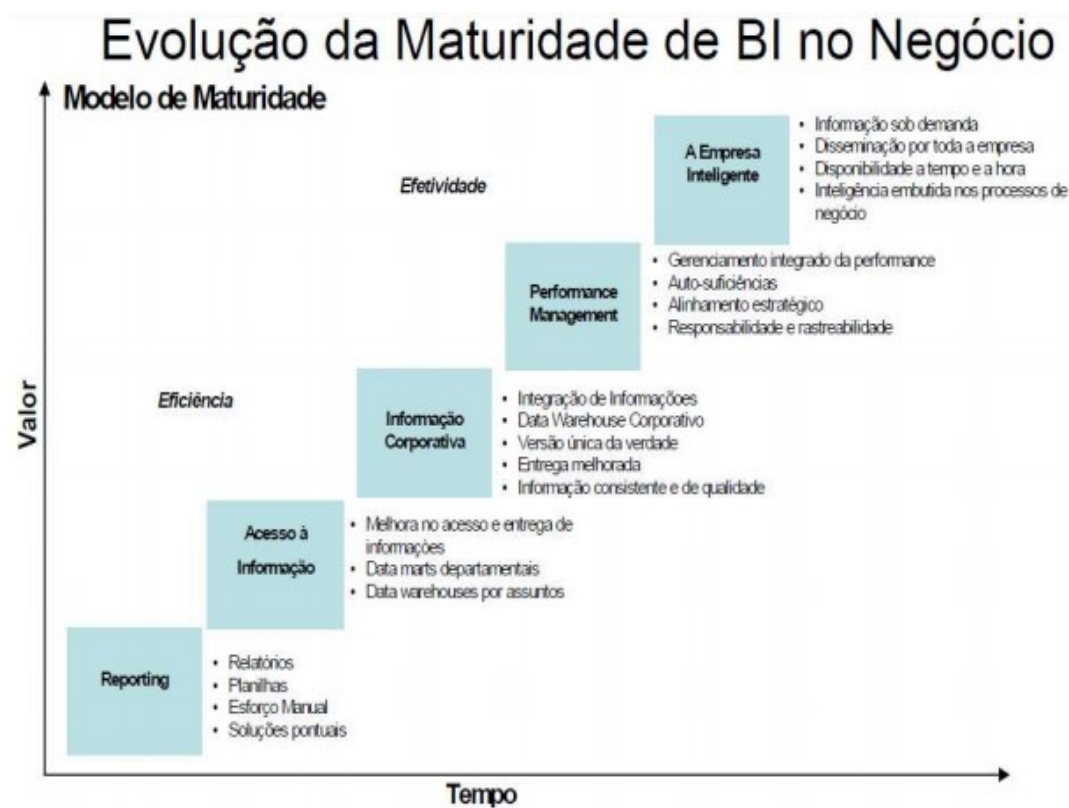 Evolução da Maturidade de BI no Negócio
Modelo de Maturidade
A Empresa
Inteligente
• Informação sob demanda
• Disseminação por toda a empresa
• Disponibilidade a tempo e a hora
• Inteligência embutida nos processos de
negócio
Efetividade
Performance
Management
• Gerenciamento integrado da performance
• Auto-suficiências
• Alinhamento estratégico
• Responsabilidade e rastreabilidade
Eficiência
Informação
Corporativa
• Integração de Informaçõoes
• Data Warehouse Corporativo
• Versão única da verdade
• Entrega melhorada
• Informação consistente e de qualidade
Acesso à
Informação
• Melhora no acesso e entrega de
informações
• Data marts departamentais
• Data warehouses por assuntos
Reporting
• Relatórios
• Planilhas
• Esforço Manual
• Soluções pontuais
Valor
Tempo